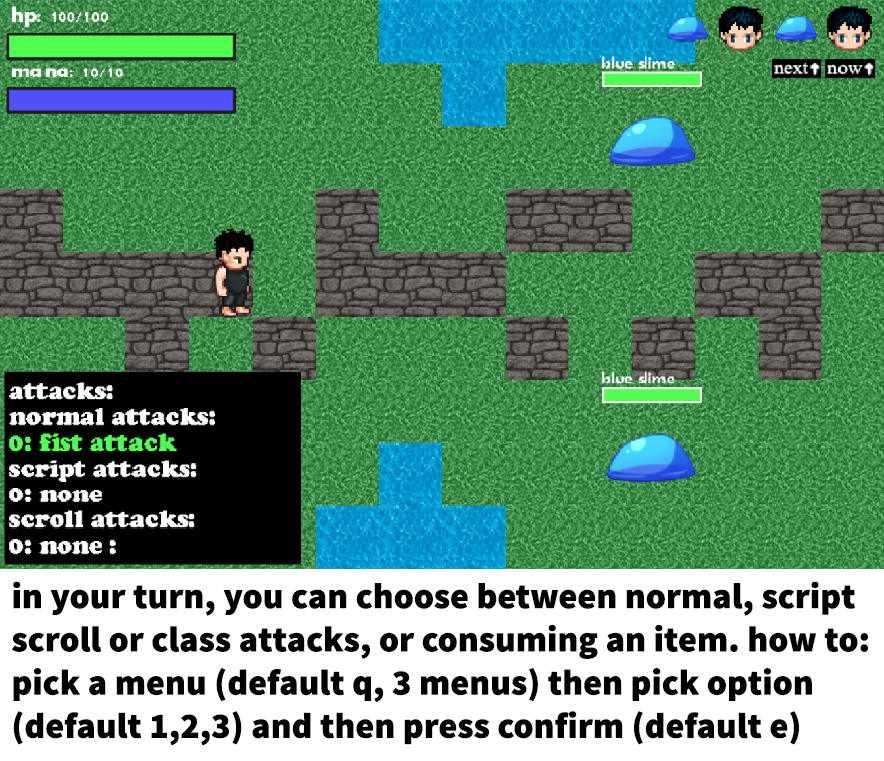 hp: 100/100
mana: 10/10
blue slime
next↑ now↑
attacks:
normal attacks:
0: fist attack
script attacks:
0: none
scroll attacks:
0: none :
blue slime
in your turn, you can choose between normal, script
scroll or class attacks, or consuming an item. how to:
pick a menu (default q, 3 menus) then pick option
(default 1,2,3) and then press confirm (default e)